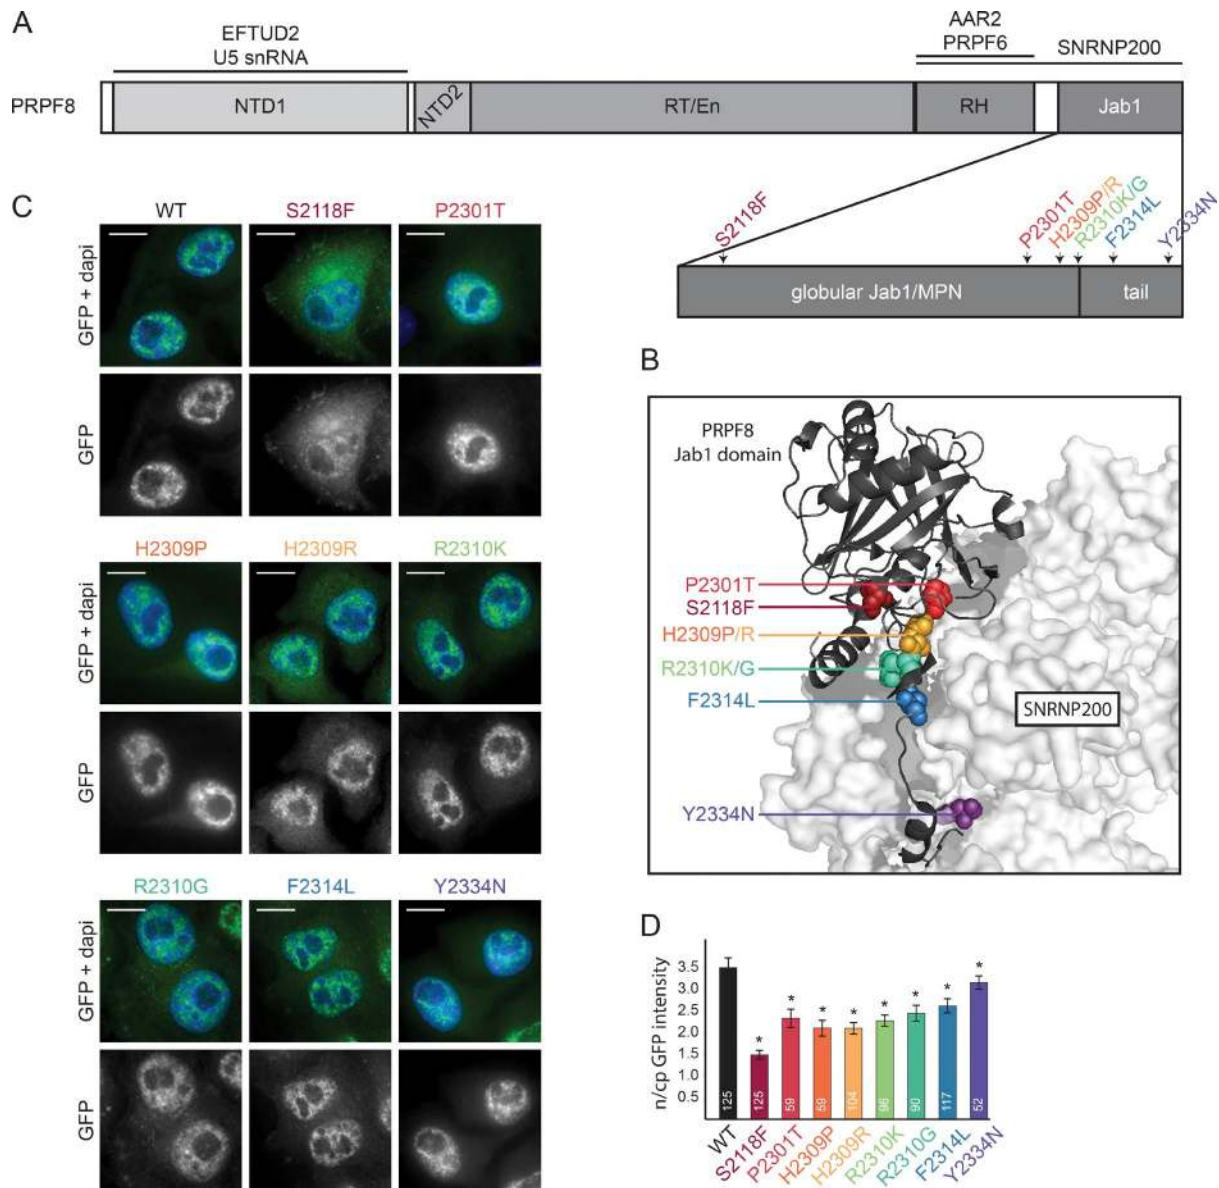 A
EFTUD2
U5 snRNA
AAR2
PRPF6
SNRNP200
PRPF8
NTD1
NTD2
RT/En
RH
Jab1
S2118F
P2301T
H2309P/R
R2310K/G
F2314L
Y2334N
globular Jab1/MPN
tail
C
WT
S2118F
P2301T
GFP + dapi
GFP
H2309P
H2309R
R2310K
GFP + dapi
GFP
R2310G
F2314L
Y2334N
GFP + dapi
GFP
B
PRPF8
Jab1 domain
P2301T
S2118F
H2309P/R
R2310K/G
F2314L
Y2334N
SNRNP200
D
n/cp GFP intensity
3.5
2.5
2.0
1.5
1.0
0.5
* * * * * * * *
125 125 59 59 104 96 90 117 52
WT
S2118F
P2301T
H2309P
H2309R
R2310K
R2310G
F2314L
Y2334N